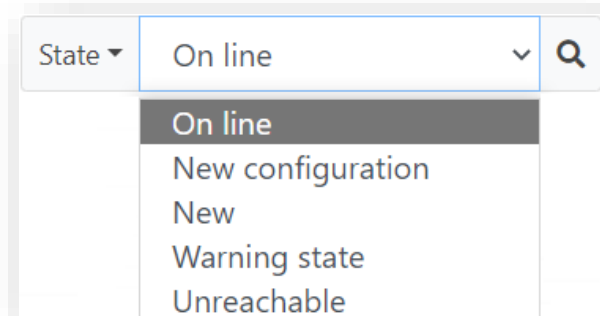 State On line
On line
New configuration
New
Warning state
Unreachable